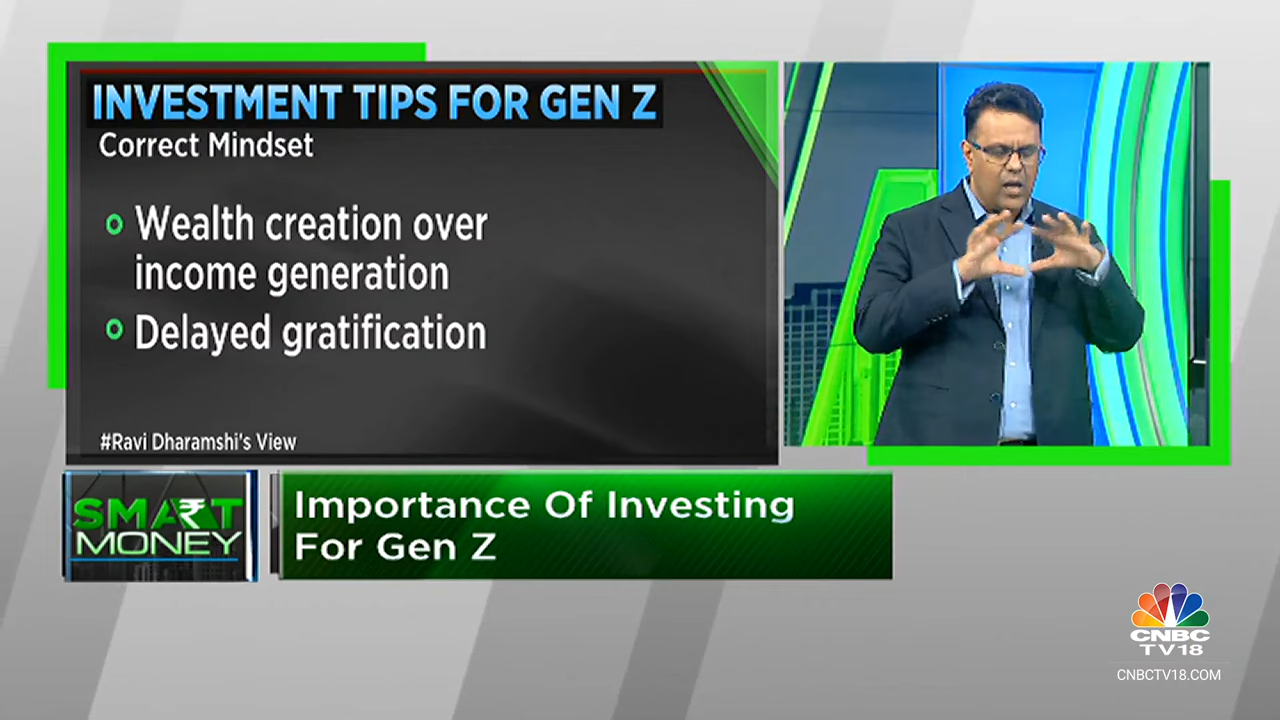 INVESTMENT TIPS FOR GEN Z
Correct Mindset
Wealth creation over
income generation
Delayed gratification
#Ravi Dharamshi's View
SMART
MONEY
Importance Of Investing
For Gen Z
CNBC
TV18
CNBCTV18.COM